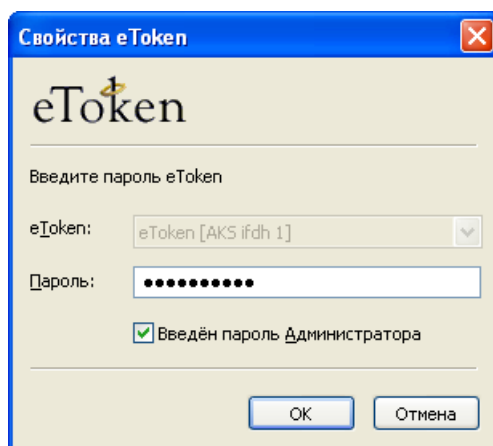 Свойства eToken
eToken
Введите пароль eToken
eToken: eToken [AKS ifdh 1]
Пароль: ●●●●●●●●●●
Введён пароль Администратора
OK Отмена